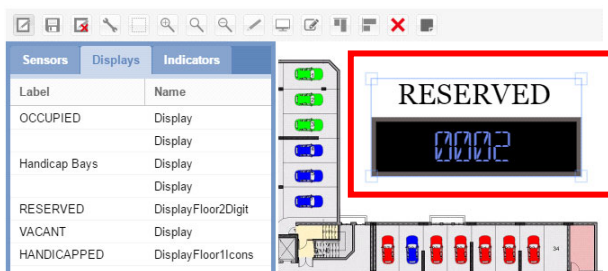 Sensors Displays Indicators
Label Name
OCCUPIED Display
Display
Handicap Bays Display
Display
RESERVED DisplayFloor2Digit
VACANT Display
HANDICAPPED DisplayFloor1Icons
RESERVED
0002
34